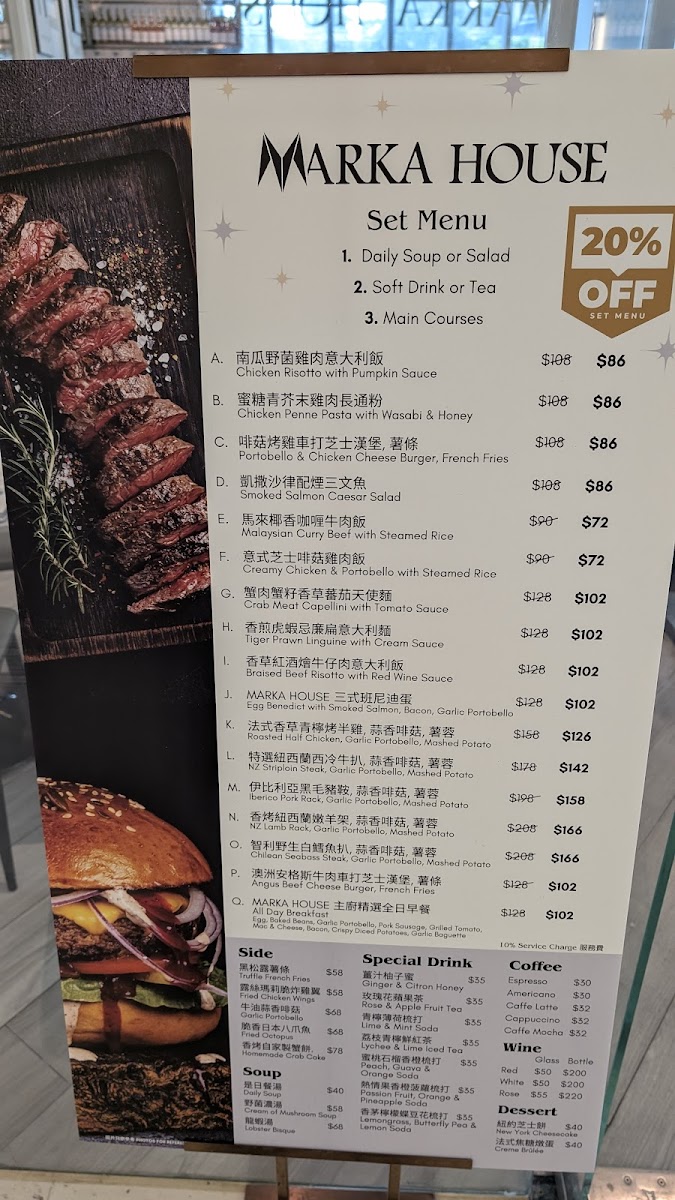 MARKA HOUSE
Set Menu
1. Daily Soup or Salad
2. Soft Drink or Tea
3. Main Courses
20%
OFF
SET MENU
A. 南瓜野菌雞肉意大利飯 $108 $86
Chicken Risotto with Pumpkin Sauce
B. 蜜糖青芥末雞肉長通粉 $108 $86
Chicken Penne Pasta with Wasabi & Honey
C. 啡菇烤雞車打芝士漢堡, 薯條 $108 $86
Portobello & Chicken Cheese Burger, French Fries
D. 凱撒沙律配煙三文魚 $108 $86
Smoked Salmon Caesar Salad
E. 馬來椰香咖喱牛肉飯 $90 $72
Malaysian Curry Beef with Steamed Rice
F. 意式芝士啡菇雞肉飯 $90 $72
Creamy Chicken & Portobello with Steamed Rice
G. 蟹肉蟹籽香草蕃茄天使麵 $128 $102
Crab Meat Capellini with Tomato Sauce
H. 香煎虎蝦忌廉扁意大利麵 $128 $102
Tiger Prawn Linguine with Cream Sauce
I. 香草紅酒燴牛仔肉意大利飯 $128 $102
Braised Beef Risotto with Red Wine Sauce
J. MARKA HOUSE 三式班尼迪蛋 $128 $102
Egg Benedict with Smoked Salmon, Bacon, Garlic Portobello
K. 法式香草青檸烤半雞, 蒜香啡菇, 薯蓉 $158 $126
Roasted Half Chicken, Garlic Portobello, Mashed Potato
L. 特選紐西蘭西冷牛扒, 蒜香啡菇, 薯蓉 $178 $142
NZ Striploin Steak, Garlic Portobello, Mashed Potato
M. 伊比利亞黑毛豬鞍, 蒜香啡菇, 薯蓉 $198 $158
Iberico Pork Rack, Garlic Portobello, Mashed Potato
N. 香烤紐西蘭嫩羊架, 蒜香啡菇, 薯蓉 $208 $166
NZ Lamb Rack, Garlic Portobello, Mashed Potato
O. 智利野生白鱈魚扒, 蒜香啡菇, 薯蓉 $208 $166
Chilean Seabass Steak, Garlic Portobello, Mashed Potato
P. 澳洲安格斯牛肉車打芝士漢堡, 薯條 $128 $102
Angus Beef Cheese Burger, French Fries
Q. MARKA HOUSE 主廚精選全日早餐 $128 $102
All Day Breakfast
Egg, Baked Beans, Garlic Portobello, Pork Sausage, Grilled Tomato,
Mac & Cheese, Bacon, Crispy Diced Potatoes, Garlic Baguette
10% Service Charge 服務費
Side
黑松露薯條 $58
Truffle French Fries
露絲瑪莉脆炸雞翼 $58
Fried Chicken Wings
牛油蒜香啡菇 $68
Garlic Portobello
脆香日本八爪魚 $68
Fried Octopus
香烤自家製蟹餅 $78
Homemade Crab Cake
Soup
是日餐湯 $40
Daily Soup
野菌濃湯 $58
Cream of Mushroom Soup
龍蝦湯 $68
Lobster Bisque
Special Drink
薑汁柚子蜜 $35
Ginger & Citron Honey
玫瑰花蘋果茶 $35
Rose & Apple Fruit Tea
青檸薄荷梳打 $35
Lime & Mint Soda
荔枝青檸鮮紅茶 $35
Lychee & Lime Iced Tea
蜜桃石榴香橙梳打 $35
Peach, Guava &
Orange Soda
熱情果香橙菠蘿梳打 $35
Passion Fruit, Orange &
Pineapple Soda
香茅檸檬蝶豆花梳打 $35
Lemongrass, Butterfly Pea &
Lemon Soda
Coffee
Espresso $30
Americano $30
Caffe Latte $32
Cappuccino $32
Caffe Mocha $32
Wine
Glass Bottle
Red $50 $200
White $50 $200
Rose $55 $220
Dessert
紐約芝士餅 $40
New York Cheesecake
法式焦糖燉蛋 $40
Creme Brûlée